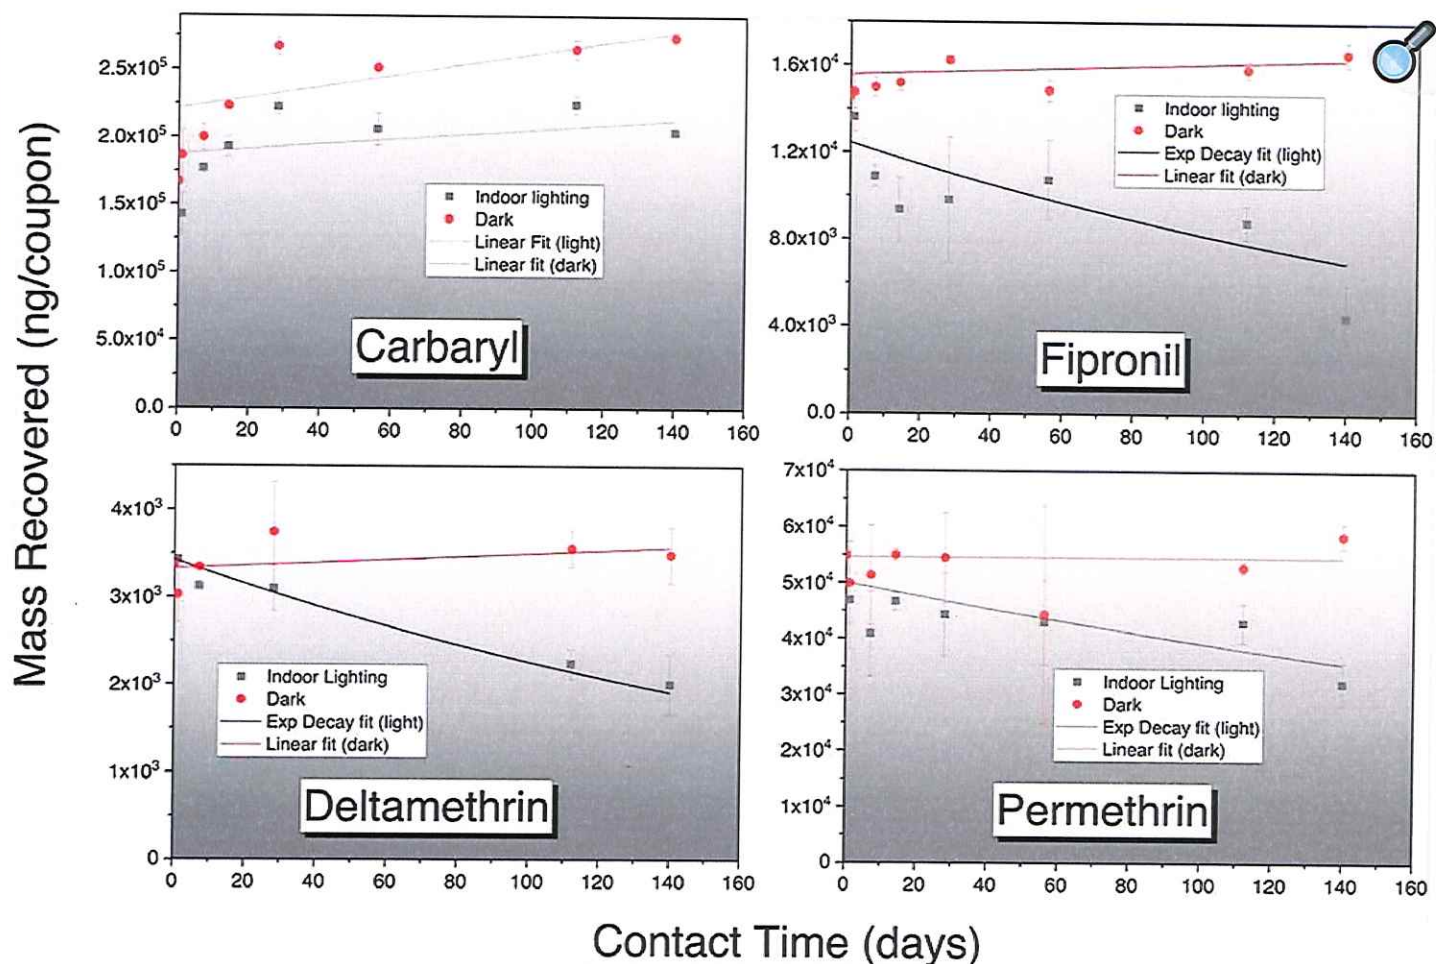 Mass Recovered (ng/coupon)
2.5x10⁵
2.0x10⁵
1.5x10⁵
1.0x10⁵
5.0x10⁴
0.0
Indoor lighting
Dark
Linear Fit (light)
Linear fit (dark)
Carbaryl
0 20 40 60 80 100 120 140 160
1.6x10⁴
1.2x10⁴
8.0x10³
4.0x10³
0.0
Indoor lighting
Dark
Exp Decay fit (light)
Linear fit (dark)
Fipronil
0 20 40 60 80 100 120 140 160
4x10³
3x10³
2x10³
1x10³
0
Indoor Lighting
Dark
Exp Decay fit (light)
Linear fit (dark)
Deltamethrin
0 20 40 60 80 100 120 140 160
7x10⁴
6x10⁴
5x10⁴
4x10⁴
3x10⁴
2x10⁴
1x10⁴
0
Indoor Lighting
Dark
Exp Decay fit (light)
Linear fit (dark)
Permethrin
0 20 40 60 80 100 120 140 160
Contact Time (days)